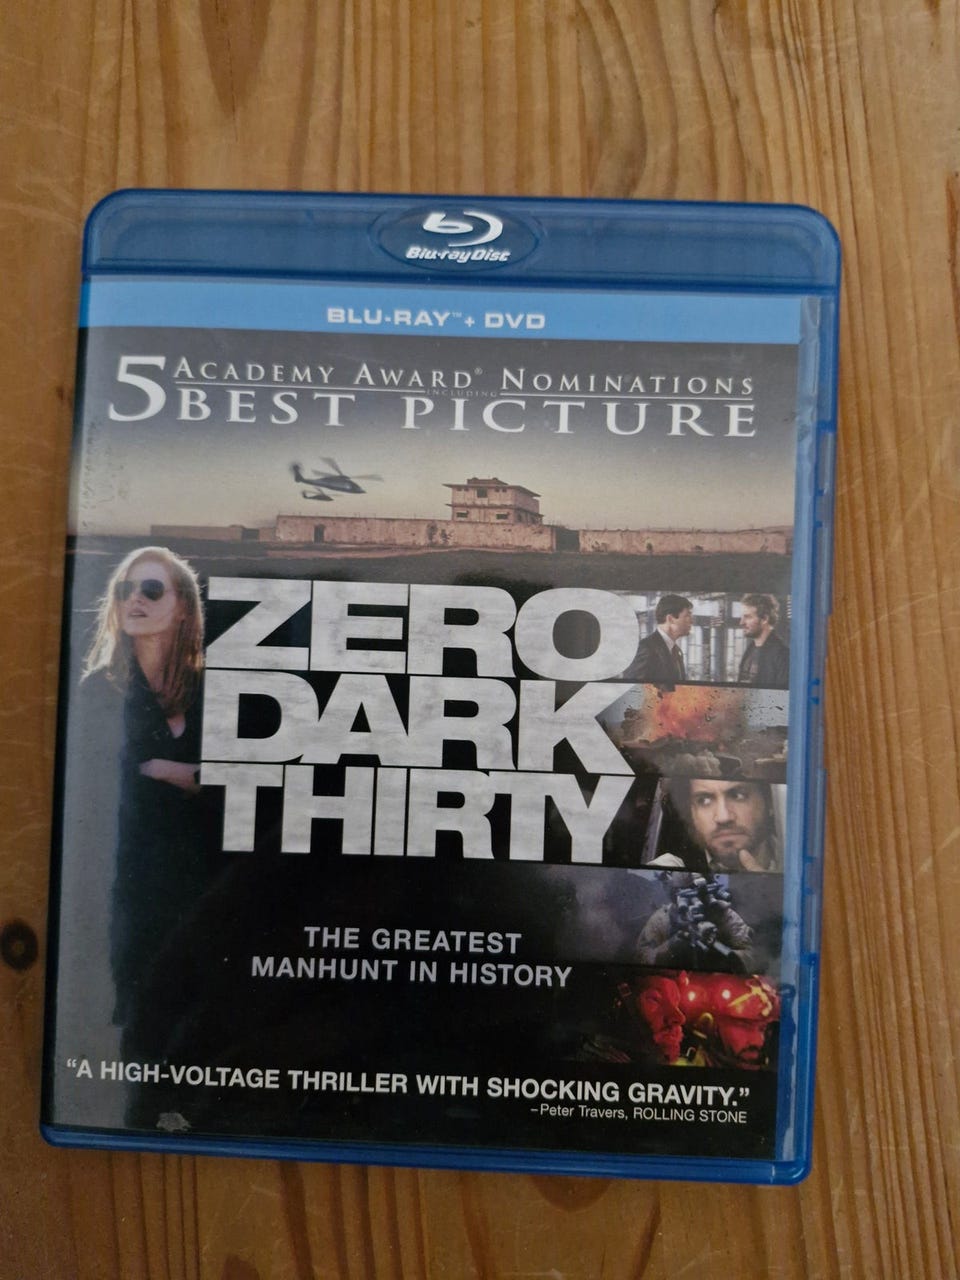 Blu-ray Disc
BLU-RAY™ + DVD
5 ACADEMY AWARD® NOMINATIONS
INCLUDING
BEST PICTURE
ZERO
DARK
THIRTY
THE GREATEST
MANHUNT IN HISTORY
“A HIGH-VOLTAGE THRILLER WITH SHOCKING GRAVITY.”
–Peter Travers, ROLLING STONE